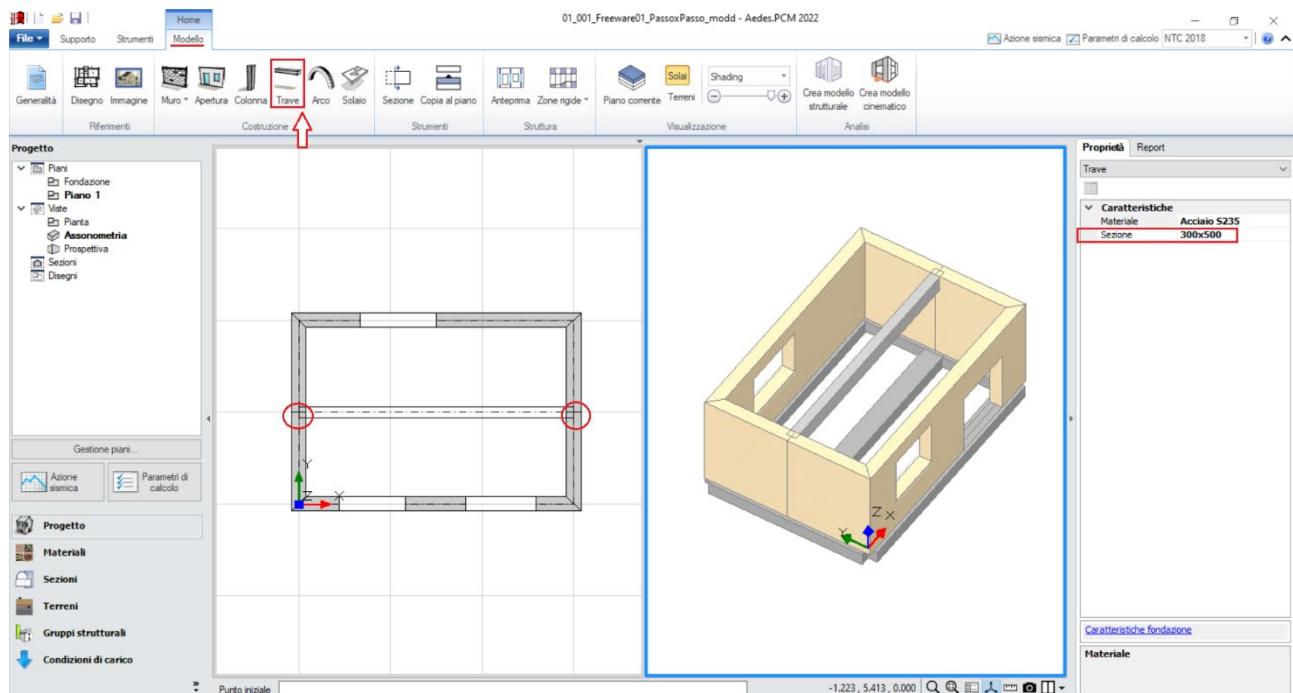 Home
01_001_Freeware01_PassoxPasso_modd - Aedes.PCM 2022
File Supporto Strumenti Modello
Azione sismica Parametri di calcolo NTC 2018
Generalità Disegno Immagine Muro Apertura Colonna Trave Arco Solaio Sezione Copia al piano Anteprima Zone rigide Piano corrente Solai Terreni Shading Crea modello strutturale Crea modello cinematico
Riferimenti Costruzione Strumenti Struttura Visualizzazione Analisi
Progetto
Piani
Fondazione
Piano 1
Viste
Pianta
Assonometria
Prospettiva
Sezioni
Disegni
Gestione piani...
Azione sismica
Parametri di calcolo
Progetto
Materiali
Sezioni
Terreni
Gruppi strutturali
Condizioni di carico
Y
Z X
Z X
Y
Proprietà Report
Trave
Caratteristiche
Materiale Acciaio S235
Sezione 300x500
Caratteristiche fondazione
Materiale
Punto iniziale
-1.223 , 5.413 , 0.000